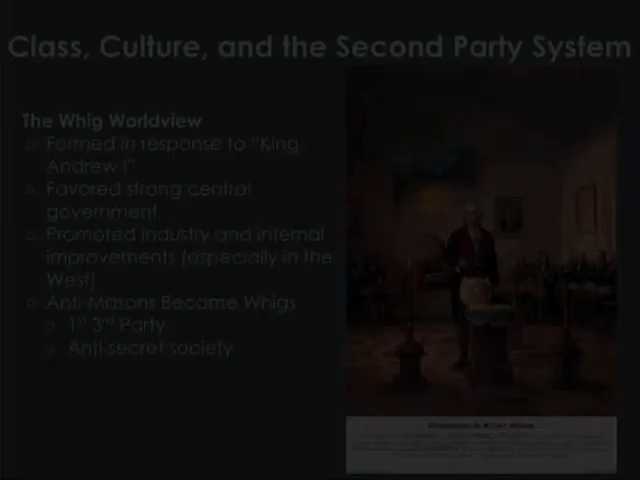 Class, Culture, and the Second Party System
The Whig Worldview
Formed in response to "King
Andrew I"
Favored strong central
government
Promoted industry and internal
improvements (especially in the
West)
Anti-Masons Become Whigs
1st 3rd Party
Anti-secret society